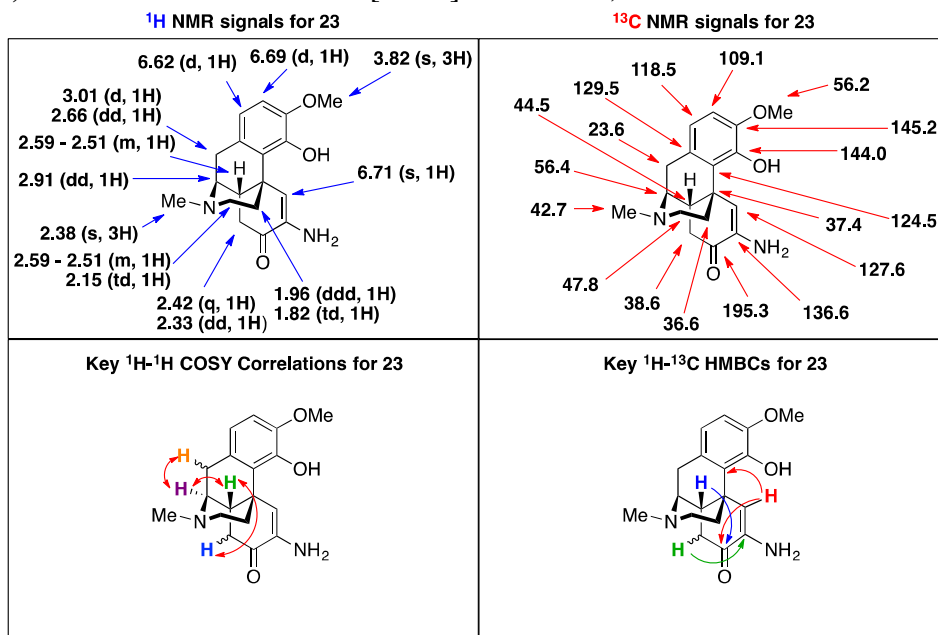 ¹H NMR signals for 23
6.62 (d, 1H)
6.69 (d, 1H)
3.82 (s, 3H)
3.01 (d, 1H)
2.66 (dd, 1H)
2.59 - 2.51 (m, 1H)
2.91 (dd, 1H)
OMe
OH
H
6.71 (s, 1H)
Me
N
NH₂
O
2.38 (s, 3H)
2.59 - 2.51 (m, 1H)
2.15 (td, 1H)
2.42 (q, 1H)
2.33 (dd, 1H)
1.96 (ddd, 1H)
1.82 (td, 1H)
¹³C NMR signals for 23
118.5
109.1
56.2
129.5
44.5
23.6
56.4
42.7
OMe
145.2
OH
144.0
H
Me
N
124.5
37.4
NH₂
O
127.6
47.8
38.6
36.6
195.3
136.6
Key ¹H-¹H COSY Correlations for 23
OMe
H
OH
H
H
Me
N
H
NH₂
O
Key ¹H-¹³C HMBCs for 23
OMe
OH
H
H
Me
N
H
NH₂
O